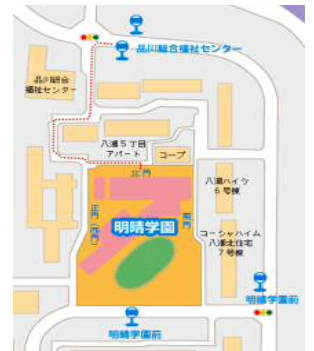 品川総合福祉センター
品川総合
福祉センター
八潮5丁目
アパート
コープ
北門
八潮ハイツ
6号棟
正門(西門)
明晴学園
東門
コーシャハイム
八潮北住宅
7号棟
明晴学園前
明晴学園前